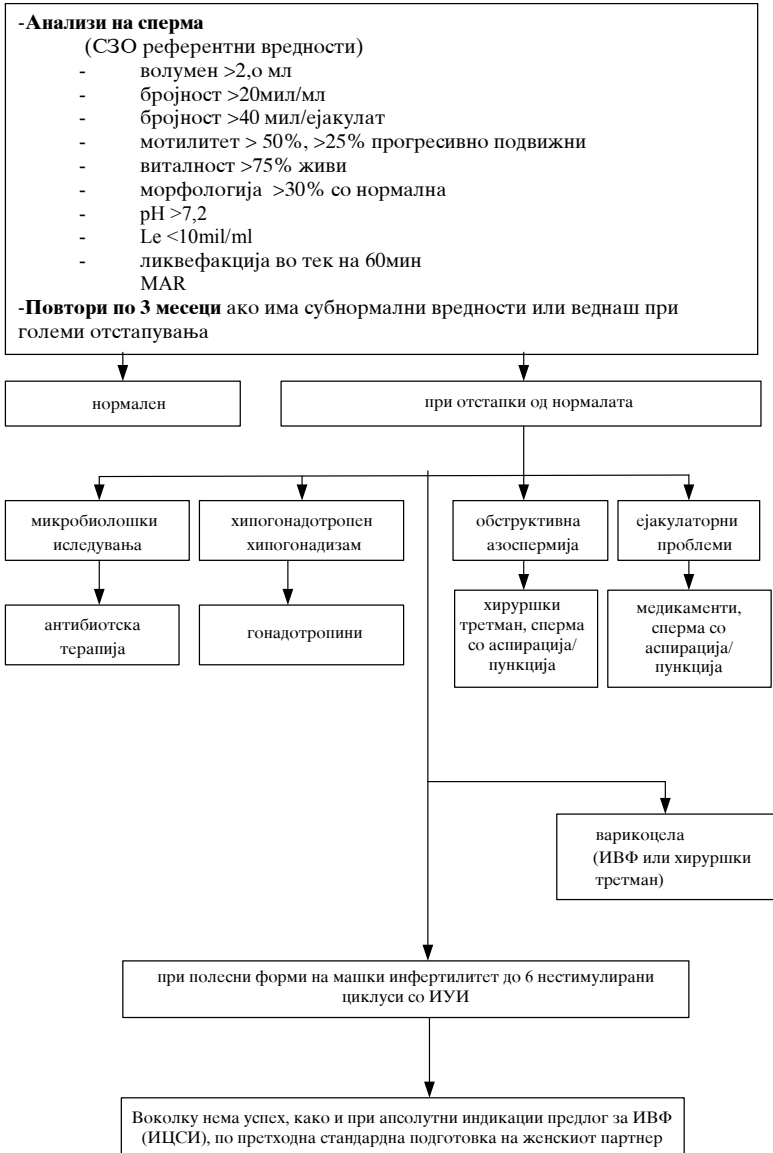 -Анализи на сперма
(СЗО референтни вредности)
- волумен >2,о мл
- бројност >20мил/мл
- бројност >40 мил/ејакулат
- мотилитет > 50%, >25% прогресивно подвижни
- виталност >75% живи
- морфологија >30% со нормална
- pH >7,2
- Le <10mil/ml
- ликвефакција во тек на 60мин
MAR
-Повтори по 3 месеци ако има субнормални вредности или веднаш при
големи отстапувања
нормален
при отстапки од нормалата
микробиолошки
иследувања
хипогонадотропен
хипогонадизам
обструктивна
азоспермија
ејакулаторни
проблеми
антибиотска
терапија
гонадотропини
хируршки
третман, сперма
со аспирација/
пункција
медикаменти,
сперма со
аспирација/
пункција
варикоцела
(ИВФ или хируршки
третман)
при полесни форми на машки инфертилитет до 6 нестимулирани
циклуси со ИУИ
Воколку нема успех, како и при апсолутни индикации предлог за ИВФ
(ИЦСИ), по претходна стандардна подготовка на женскиот партнер